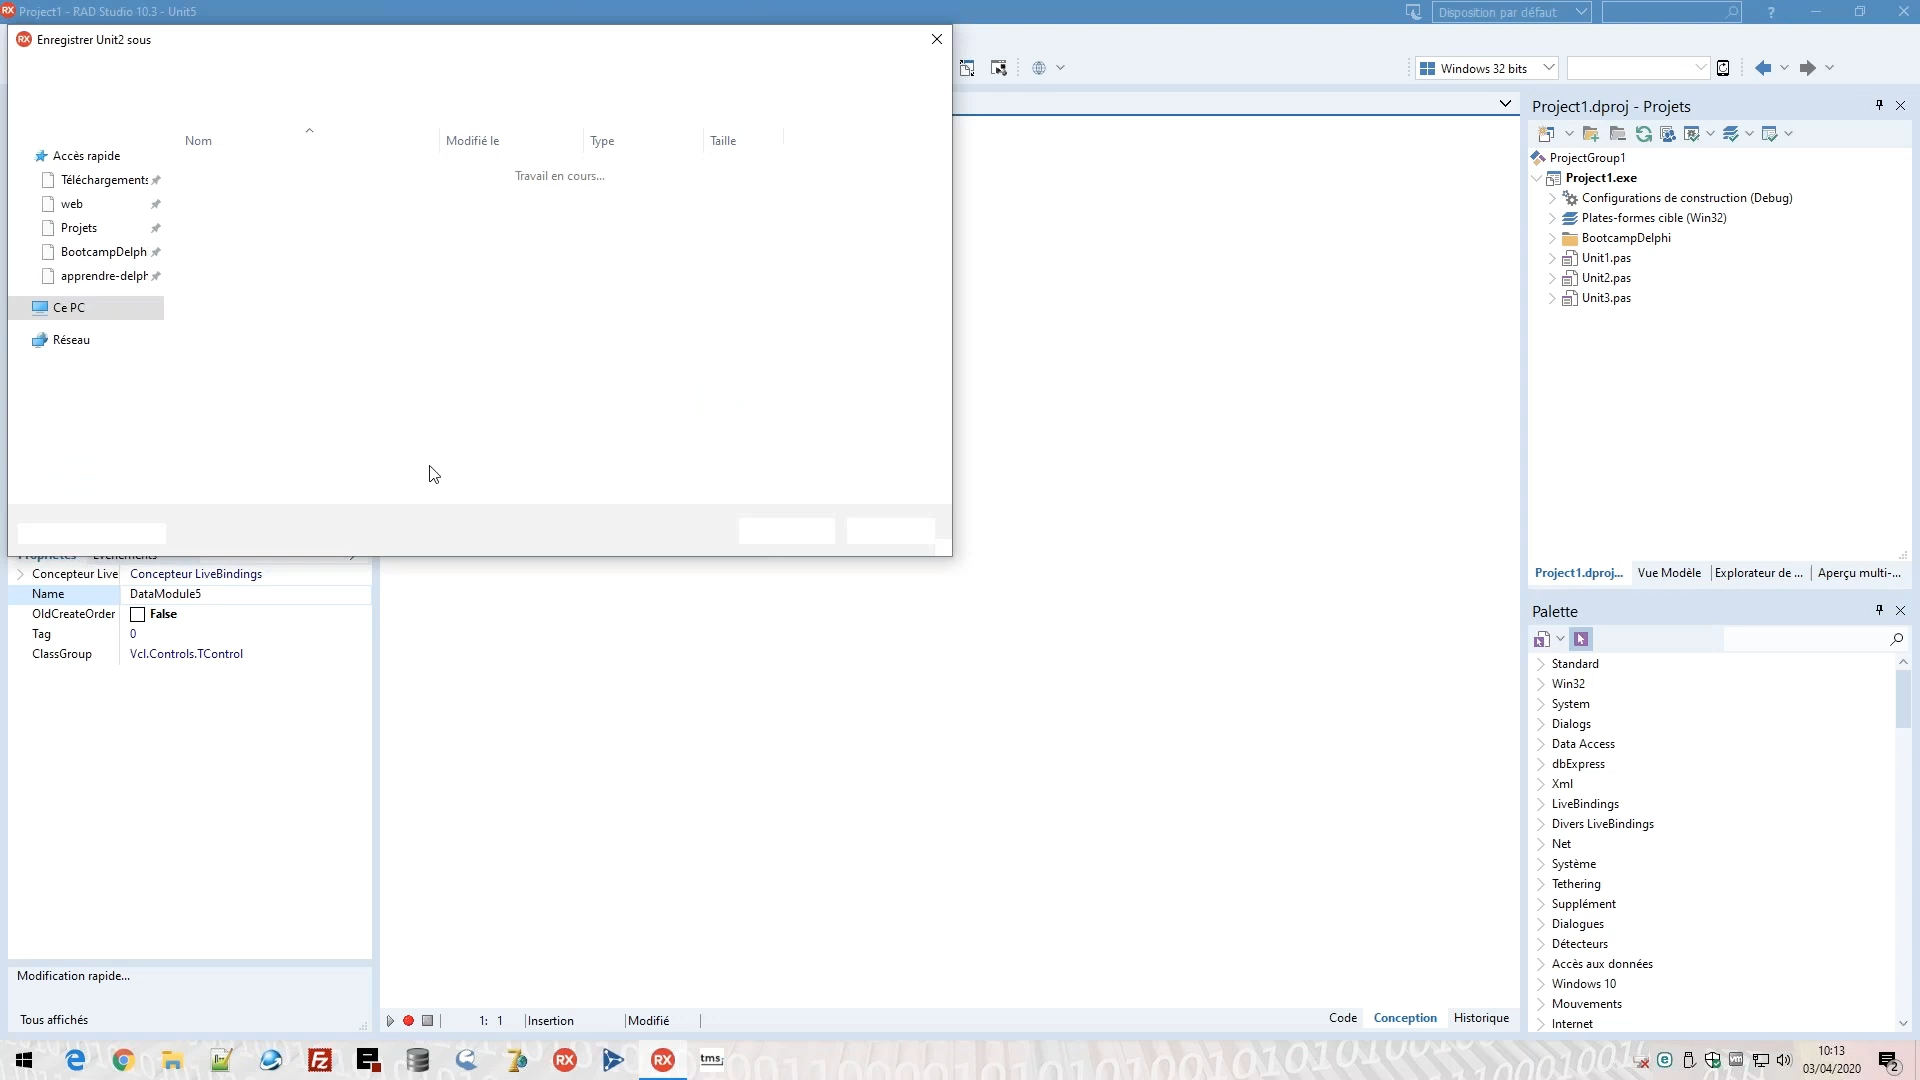 Project1 - RAD Studio 10.3 - Unit5
Disposition par défaut
?
Enregistrer Unit2 sous
Windows 32 bits
Nom
Modifié le
Type
Taille
Travail en cours...
Accès rapide
Téléchargements
web
Projets
BootcampDelph
apprendre-delph
Ce PC
Réseau
Project1.dproj - Projets
ProjectGroup1
Project1.exe
Configurations de construction (Debug)
Plates-formes cible (Win32)
BootcampDelphi
Unit1.pas
Unit2.pas
Unit3.pas
Project1.dproj...
Vue Modèle
Explorateur de ...
Aperçu multi-...
Propriétés
Evénements
Concepteur Live
Concepteur LiveBindings
Name
DataModule5
OldCreateOrder
False
Tag
0
ClassGroup
Vcl.Controls.TControl
Modification rapide...
Tous affichés
Palette
Standard
Win32
System
Dialogs
Data Access
dbExpress
Xml
LiveBindings
Divers LiveBindings
Net
Système
Tethering
Supplément
Dialogues
Détecteurs
Accès aux données
Windows 10
Mouvements
Internet
1: 1
Insertion
Modifié
Code
Conception
Historique
RX
RX
tms
10:13
03/04/2020
2